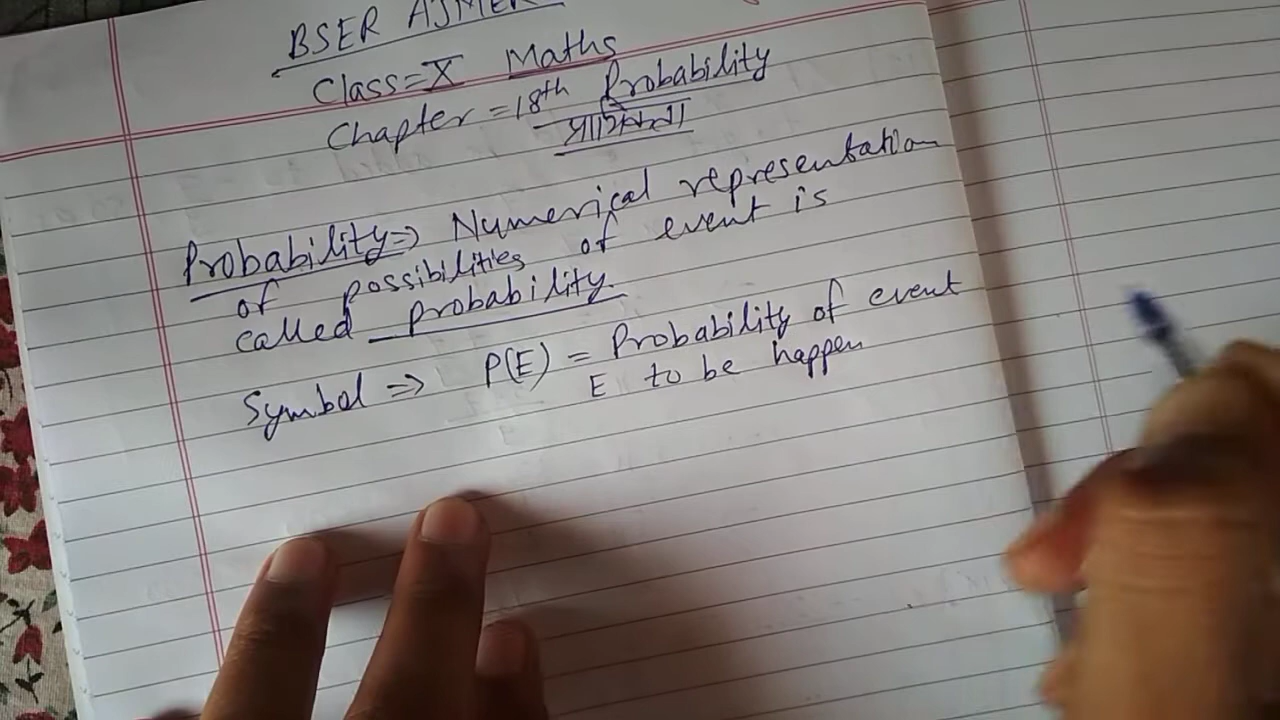 BSER AJMER
Class=X Maths
Chapter = 18th Probability
प्रायिकता
Probability => Numerical representation
of possibilities of event is
called probability.
Symbol => P(E) = Probability of event
E to be happen